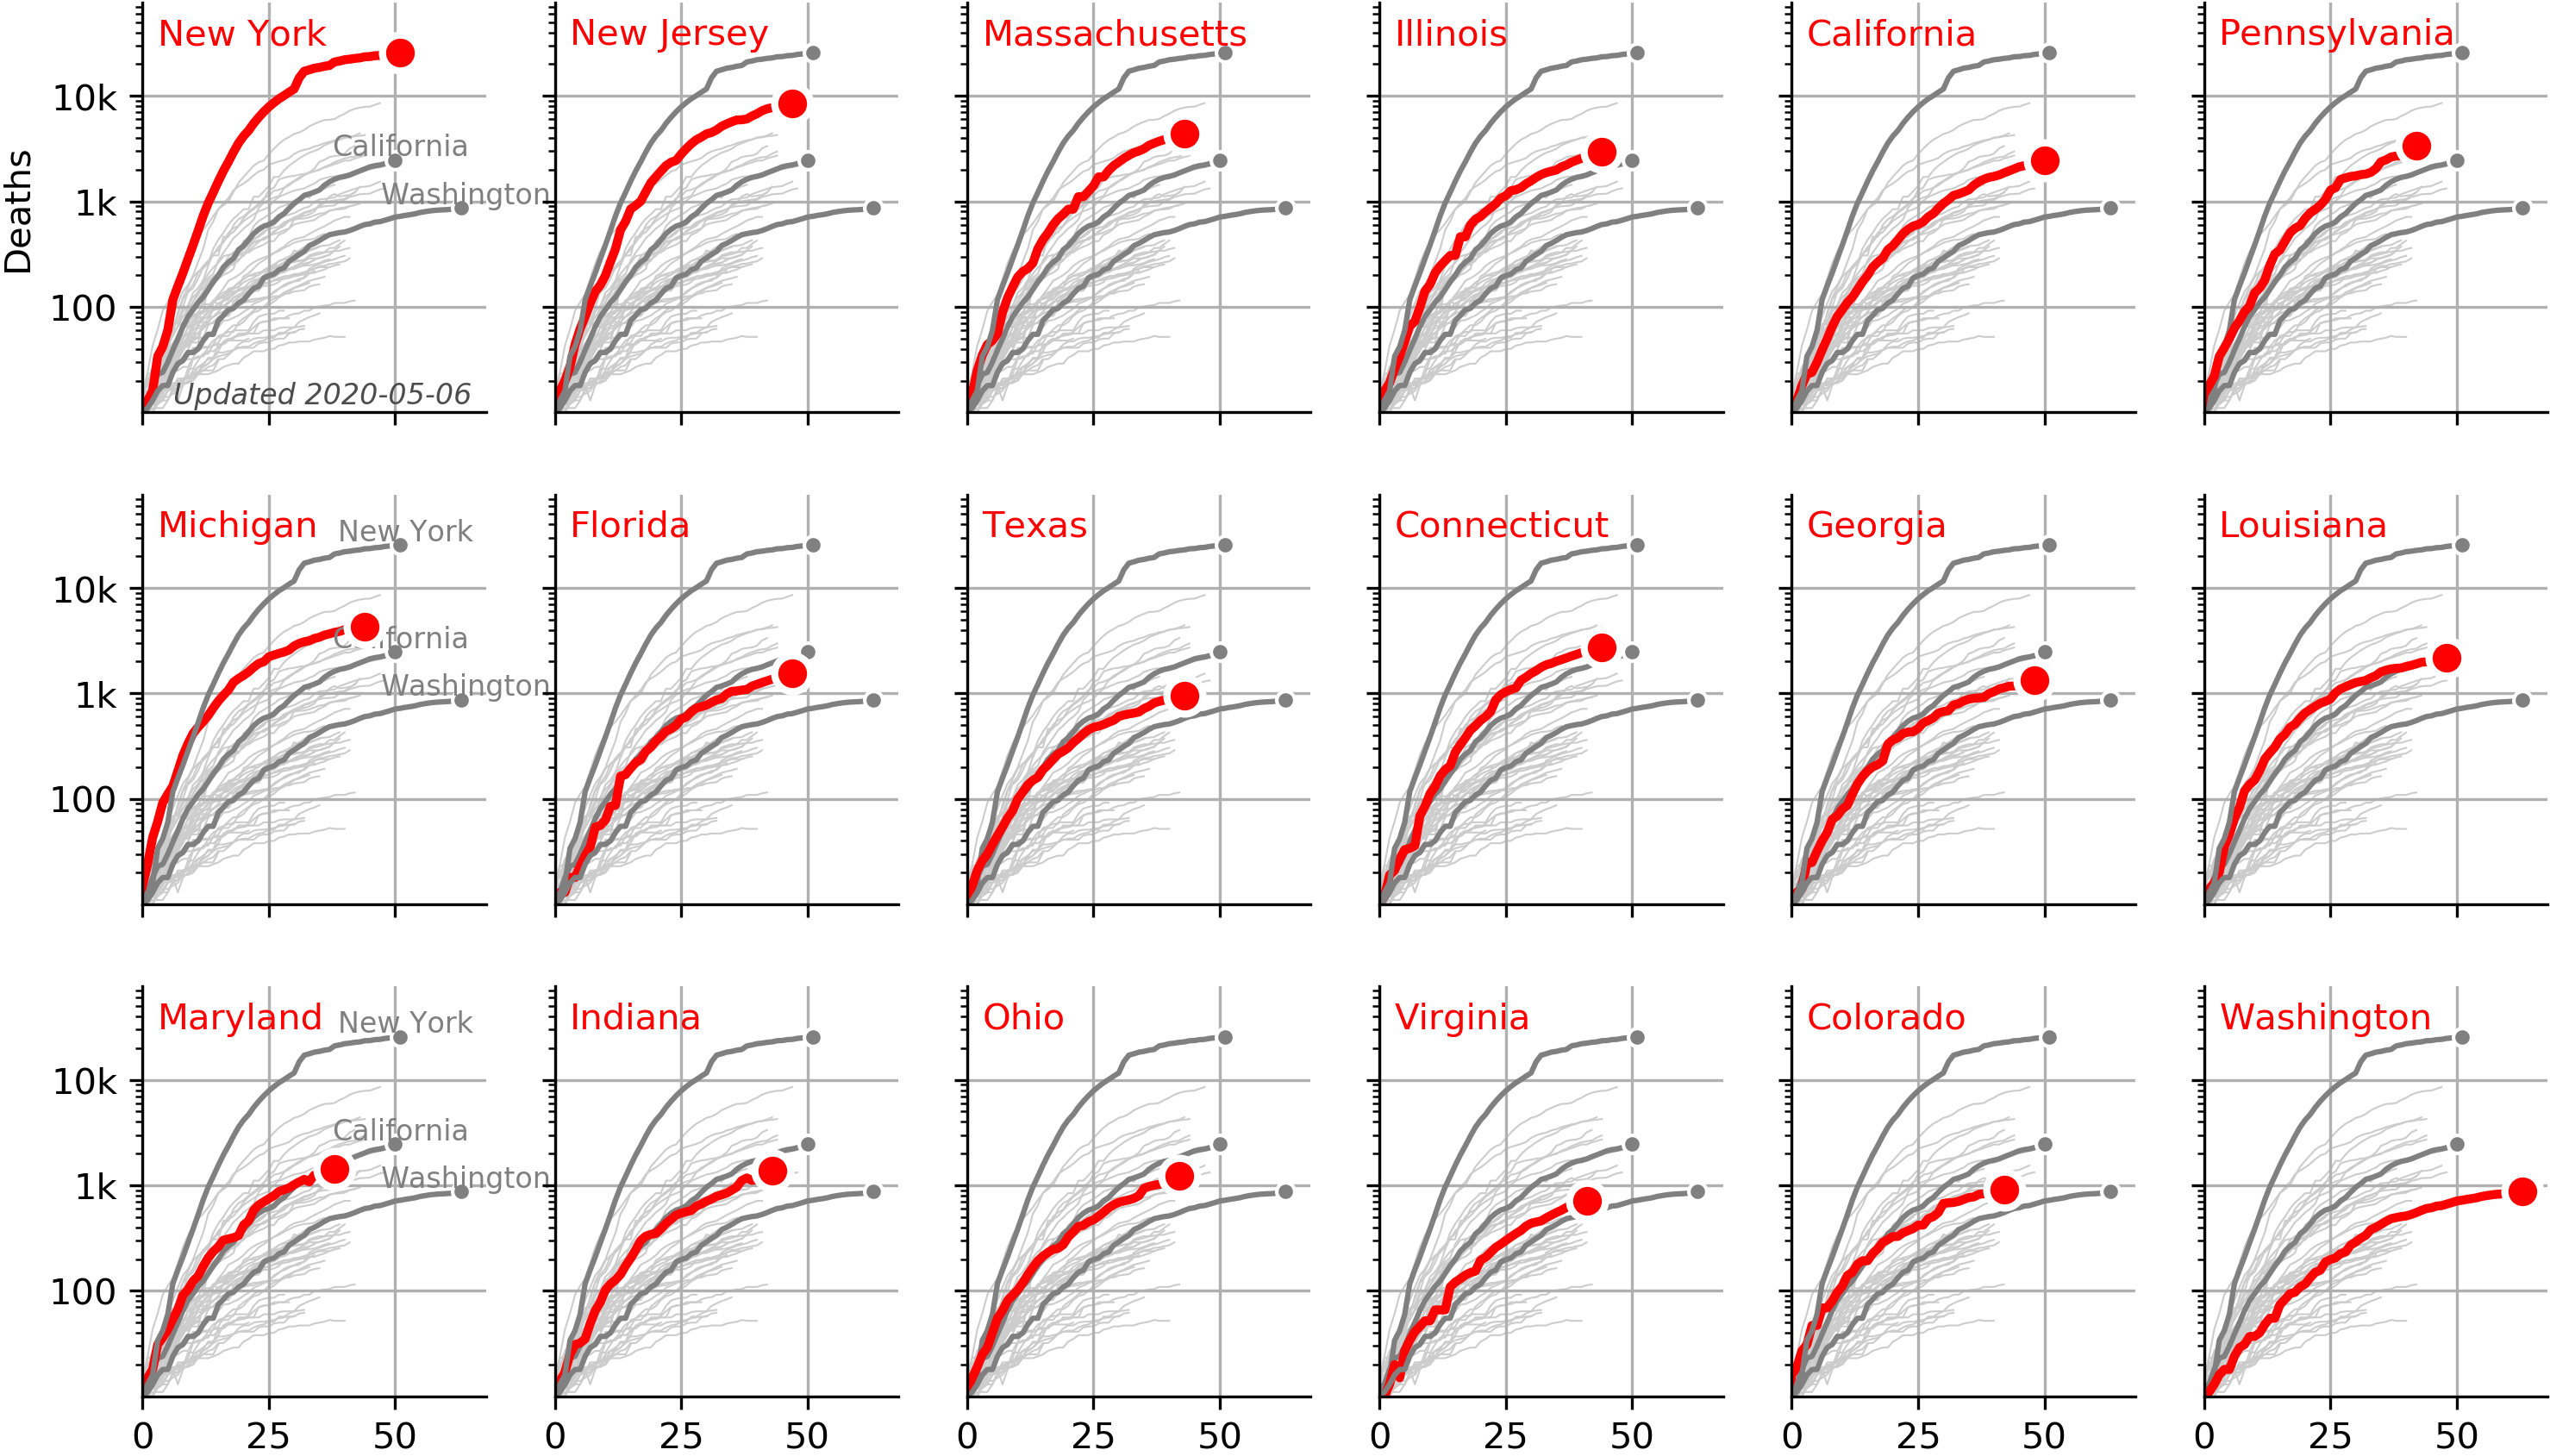 New York
New Jersey
Massachusetts
Illinois
California
Pennsylvania
Deaths
10k
1k
100
California
Washington
Updated 2020-05-06
Michigan
Florida
Texas
Connecticut
Georgia
Louisiana
New York
California
Washington
10k
1k
100
Maryland
Indiana
Ohio
Virginia
Colorado
Washington
New York
California
Washington
10k
1k
100
0 25 50 0 25 50 0 25 50 0 25 50 0 25 50 0 25 50